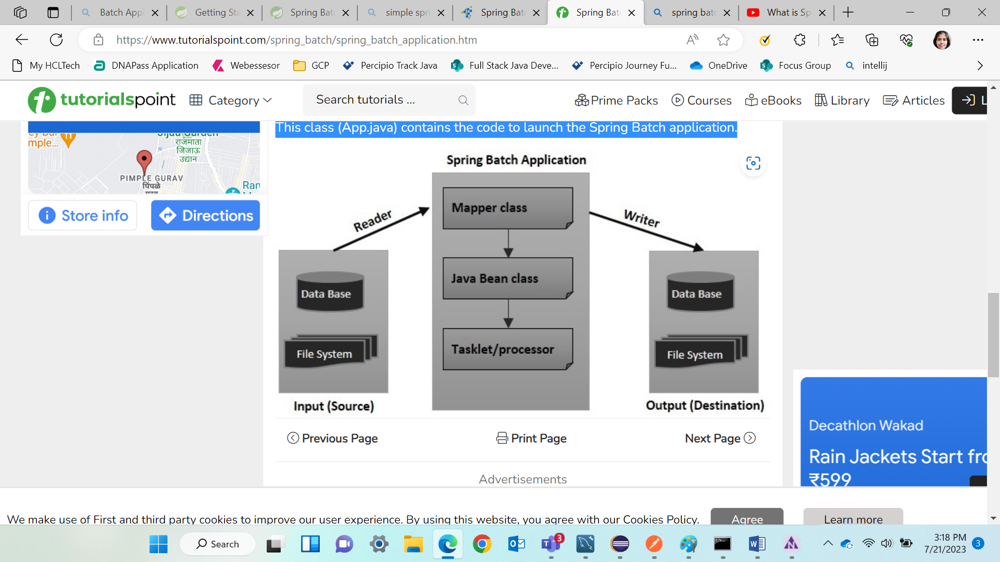 Batch Appl
Getting Sta
Spring Bat
simple spri
Spring Bat
Spring Bat
spring bat
What is Sp
https://www.tutorialspoint.com/spring_batch/spring_batch_application.htm
My HCLTech
DNAPass Application
Webessesor
GCP
Percipio Track Java
Full Stack Java Deve...
Percipio Journey Fu...
OneDrive
Focus Group
intellij
tutorialspoint
Category
Search tutorials ...
Prime Packs
Courses
eBooks
Library
Articles
L
This class (App.java) contains the code to launch the Spring Batch application.
mple...
राजमाता
जिजाऊ
उद्यान
PIMPLE GURAV
पिंपळे
Ran
Store info
Directions
Spring Batch Application
Reader
Mapper class
Writer
Java Bean class
Tasklet/processor
Data Base
File System
Input (Source)
Data Base
File System
Output (Destination)
Previous Page
Print Page
Next Page
Advertisements
Decathlon Wakad
Rain Jackets Start fro
₹599
We make use of First and third party cookies to improve our user experience. By using this website, you agree with our Cookies Policy.
Agree
Learn more
Search
3
3:18 PM
7/21/2023
3